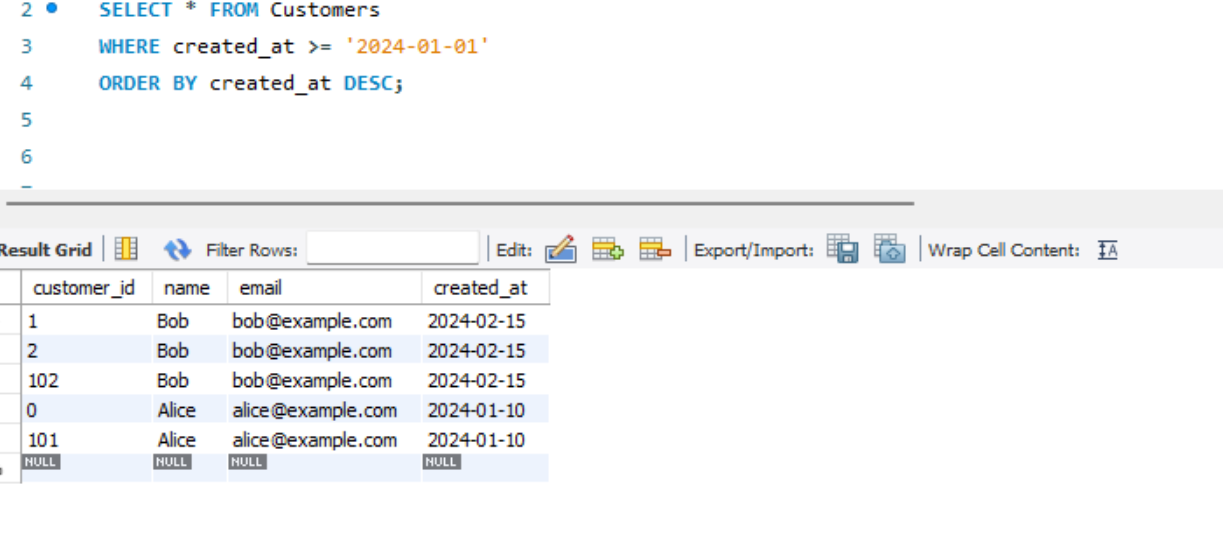 2 SELECT * FROM Customers
3 WHERE created_at >= '2024-01-01'
4 ORDER BY created_at DESC;
5
6
Result Grid Filter Rows: Edit: Export/Import: Wrap Cell Content:
customer_id name email created_at
1 Bob bob@example.com 2024-02-15
2 Bob bob@example.com 2024-02-15
102 Bob bob@example.com 2024-02-15
0 Alice alice@example.com 2024-01-10
101 Alice alice@example.com 2024-01-10
NULL NULL NULL NULL